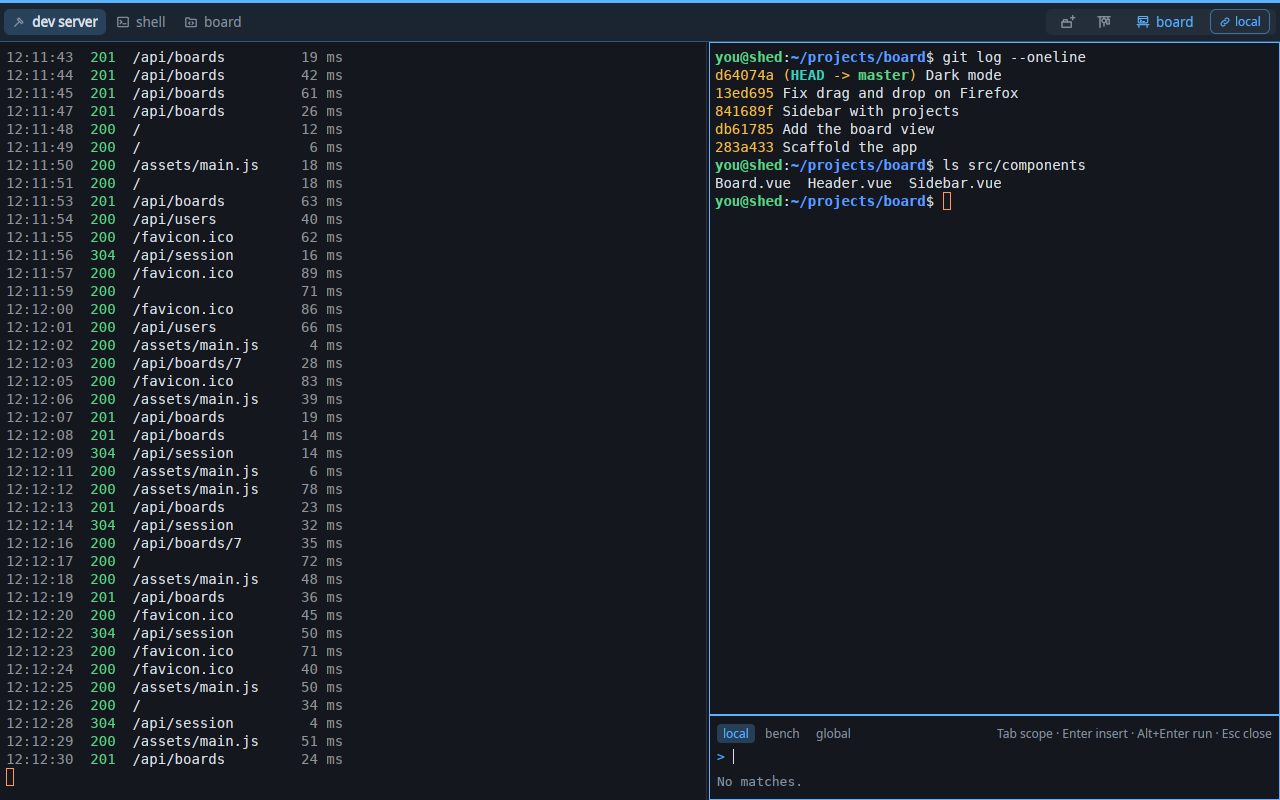 dev server shell board board local
12:11:43 201 /api/boards 19 ms
12:11:44 201 /api/boards 42 ms
12:11:45 201 /api/boards 61 ms
12:11:47 201 /api/boards 26 ms
12:11:48 200 / 12 ms
12:11:49 200 / 6 ms
12:11:50 200 /assets/main.js 18 ms
12:11:51 200 / 18 ms
12:11:53 201 /api/boards 63 ms
12:11:54 200 /api/users 40 ms
12:11:55 200 /favicon.ico 62 ms
12:11:56 304 /api/session 16 ms
12:11:57 200 /favicon.ico 89 ms
12:11:59 200 / 71 ms
12:12:00 200 /favicon.ico 86 ms
12:12:01 200 /api/users 66 ms
12:12:02 200 /assets/main.js 4 ms
12:12:03 200 /api/boards/7 28 ms
12:12:05 200 /favicon.ico 83 ms
12:12:06 200 /assets/main.js 39 ms
12:12:07 201 /api/boards 19 ms
12:12:08 201 /api/boards 14 ms
12:12:09 304 /api/session 14 ms
12:12:11 200 /assets/main.js 6 ms
12:12:12 200 /assets/main.js 78 ms
12:12:13 201 /api/boards 23 ms
12:12:14 304 /api/session 32 ms
12:12:16 200 /api/boards/7 35 ms
12:12:17 200 / 72 ms
12:12:18 200 /assets/main.js 48 ms
12:12:19 201 /api/boards 36 ms
12:12:20 200 /favicon.ico 45 ms
12:12:22 304 /api/session 50 ms
12:12:23 200 /favicon.ico 71 ms
12:12:24 200 /favicon.ico 40 ms
12:12:25 200 /assets/main.js 50 ms
12:12:26 200 / 34 ms
12:12:28 304 /api/session 4 ms
12:12:29 200 /assets/main.js 51 ms
12:12:30 201 /api/boards 24 ms
you@shed:~/projects/board$ git log --oneline
d64074a (HEAD -> master) Dark mode
13ed695 Fix drag and drop on Firefox
841689f Sidebar with projects
db61785 Add the board view
283a433 Scaffold the app
you@shed:~/projects/board$ ls src/components
Board.vue Header.vue Sidebar.vue
you@shed:~/projects/board$
local bench global Tab scope · Enter insert · Alt+Enter run · Esc close
>
No matches.